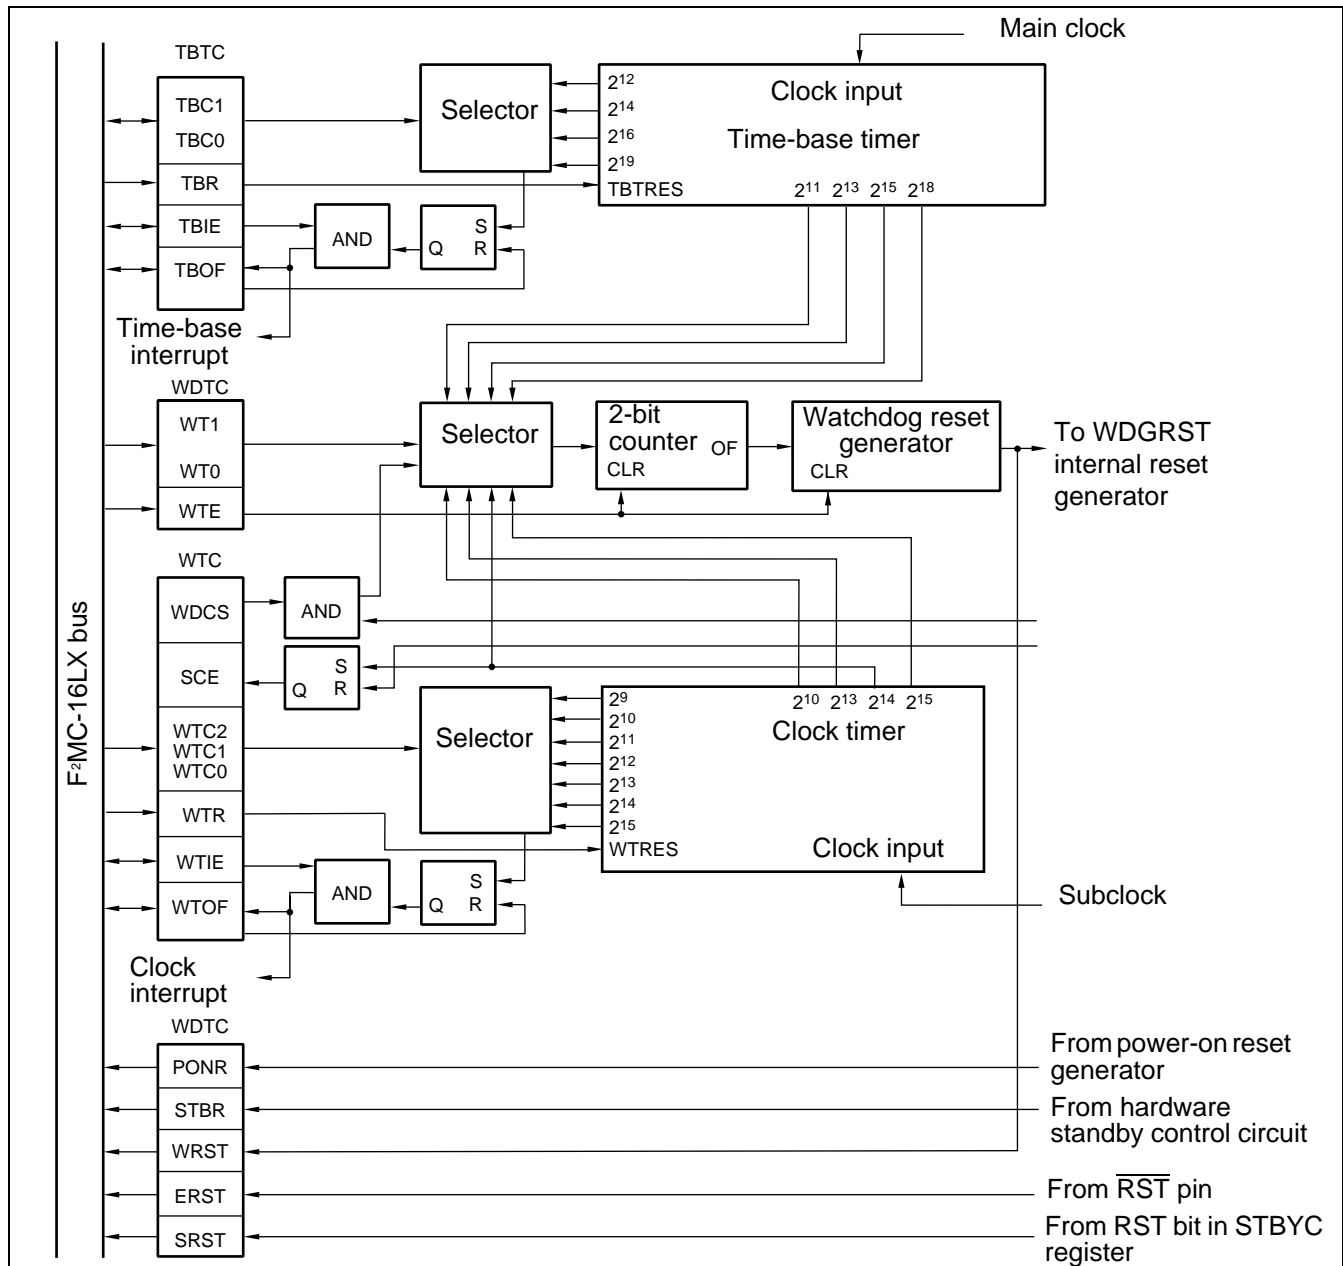 Main clock
TBTC
TBC1
TBC0
TBR
TBIE
TBOF
Selector
2¹²
2¹⁴
2¹⁶
2¹⁹
TBTRES
Clock input
Time-base timer
2¹¹ 2¹³ 2¹⁵ 2¹⁸
AND
S
Q R
Time-base
interrupt
WDTC
WT1
WT0
WTE
Selector
2-bit
counter
OF
CLR
Watchdog reset
generator
CLR
To WDGRST
internal reset
generator
F²MC-16LX bus
WTC
WDCS
SCE
WTC2
WTC1
WTC0
WTR
WTIE
WTOF
AND
S
Q R
Selector
2⁹
2¹⁰
2¹¹
2¹²
2¹³
2¹⁴
2¹⁵
WTRES
2¹⁰ 2¹³ 2¹⁴ 2¹⁵
Clock timer
Clock input
AND
S
Q R
Subclock
Clock
interrupt
WDTC
PONR
STBR
WRST
ERST
SRST
From power-on reset
generator
From hardware
standby control circuit
From R̅S̅T̅ pin
From RST bit in STBYC
register